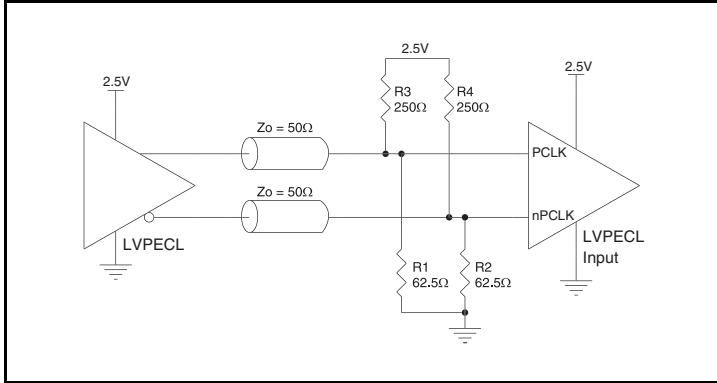 2.5V
2.5V
2.5V
R3
250Ω
R4
250Ω
Zo = 50Ω
PCLK
Zo = 50Ω
nPCLK
LVPECL
LVPECL
Input
R1
62.5Ω
R2
62.5Ω